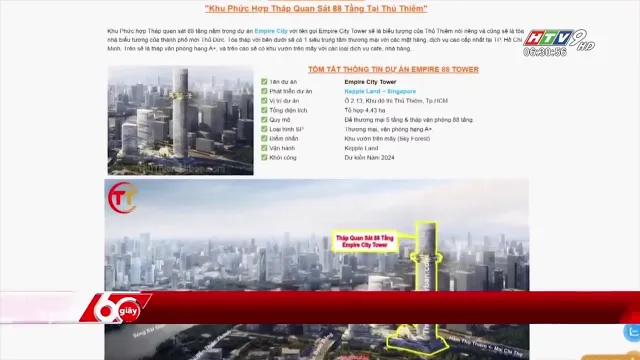 "Khu Phức Hợp Tháp Quan Sát 88 Tầng Tại Thủ Thiêm"
HTV9 HD
06:30:56
Khu Phức Hợp Tháp Quan sát 88 tầng nằm trong dự án Empire City với tên gọi Empire City Tower sẽ là biểu tượng của Thủ Thiêm nói riêng và cũng sẽ là tòa
nhà biểu tượng của thành phố mới Thủ Đức. Tòa tháp với bên dưới sẽ có 1 siêu trung tâm thương mại với các mặt hàng, dịch vụ cao cấp nhất tại TP. Hồ Chí
Minh. Trên sẽ là tháp văn phòng hạng A+, và trên cao sẽ có khu vườn trên mây với các loại dịch vụ cafe, nhà hàng.
TÓM TẮT THÔNG TIN DỰ ÁN EMPIRE 88 TOWER
Tên dự án Empire City Tower
Phát triển dự án Kepple Land – Singapore
Vị trí dự án Ô 2.13, Khu đô thị Thủ Thiêm, Tp.HCM
Tổng diện tích Tổ hợp 4,43 ha
Quy mô Đế thương mại 5 tầng & tháp văn phòng 88 tầng.
Loại hình SP Thương mại, văn phòng hạng A+.
Điểm nhấn Khu vườn trên mây (Sky Forest)
Vận hành Kepple Land
Khởi công Dự kiến Năm 2024
Tháp Quan Sát 88 Tầng
Empire City Tower
60 giây
Sông Sài Gòn
Hầm Thủ Thiêm
Mai Chí Thọ